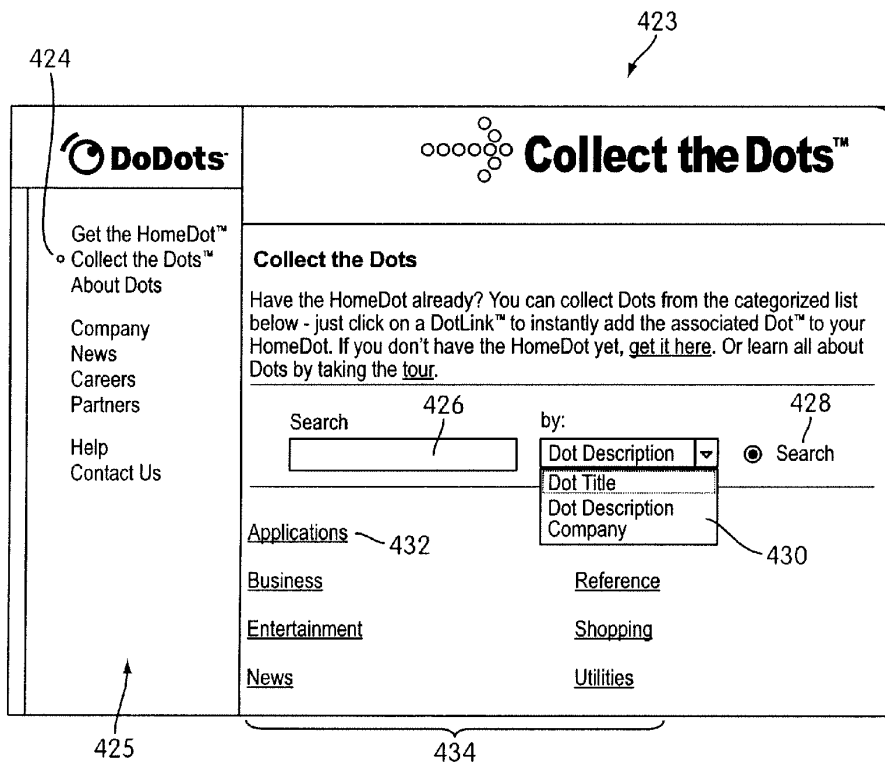 423
424
DoDots™
Collect the Dots™
Get the HomeDot™
Collect the Dots™
About Dots
Company
News
Careers
Partners
Help
Contact Us
Collect the Dots
Have the HomeDot already? You can collect Dots from the categorized list
below - just click on a DotLink™ to instantly add the associated Dot™ to your
HomeDot. If you don't have the HomeDot yet, get it here. Or learn all about
Dots by taking the tour.
426
428
Search
by:
Dot Description
Search
Dot Title
Dot Description
Company
Applications
432
430
Business
Reference
Entertainment
Shopping
News
Utilities
425
434